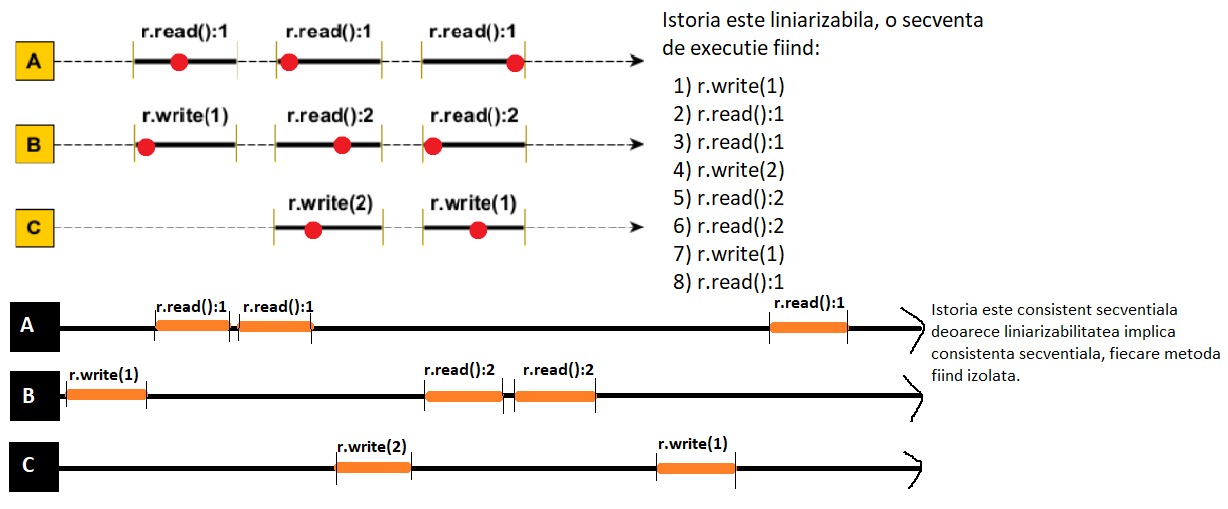 r.read():1 r.read():1 r.read():1
A
r.write(1) r.read():2 r.read():2
B
r.write(2) r.write(1)
C
Istoria este liniarizabila, o secventa
de executie fiind:
1) r.write(1)
2) r.read():1
3) r.read():1
4) r.write(2)
5) r.read():2
6) r.read():2
7) r.write(1)
8) r.read():1
r.read():1 r.read():1 r.read():1
A
r.write(1) r.read():2 r.read():2
B
r.write(2) r.write(1)
C
Istoria este consistent secventiala
deoarece liniarizabilitatea implica
consistenta secventiala, fiecare metoda
fiind izolata.